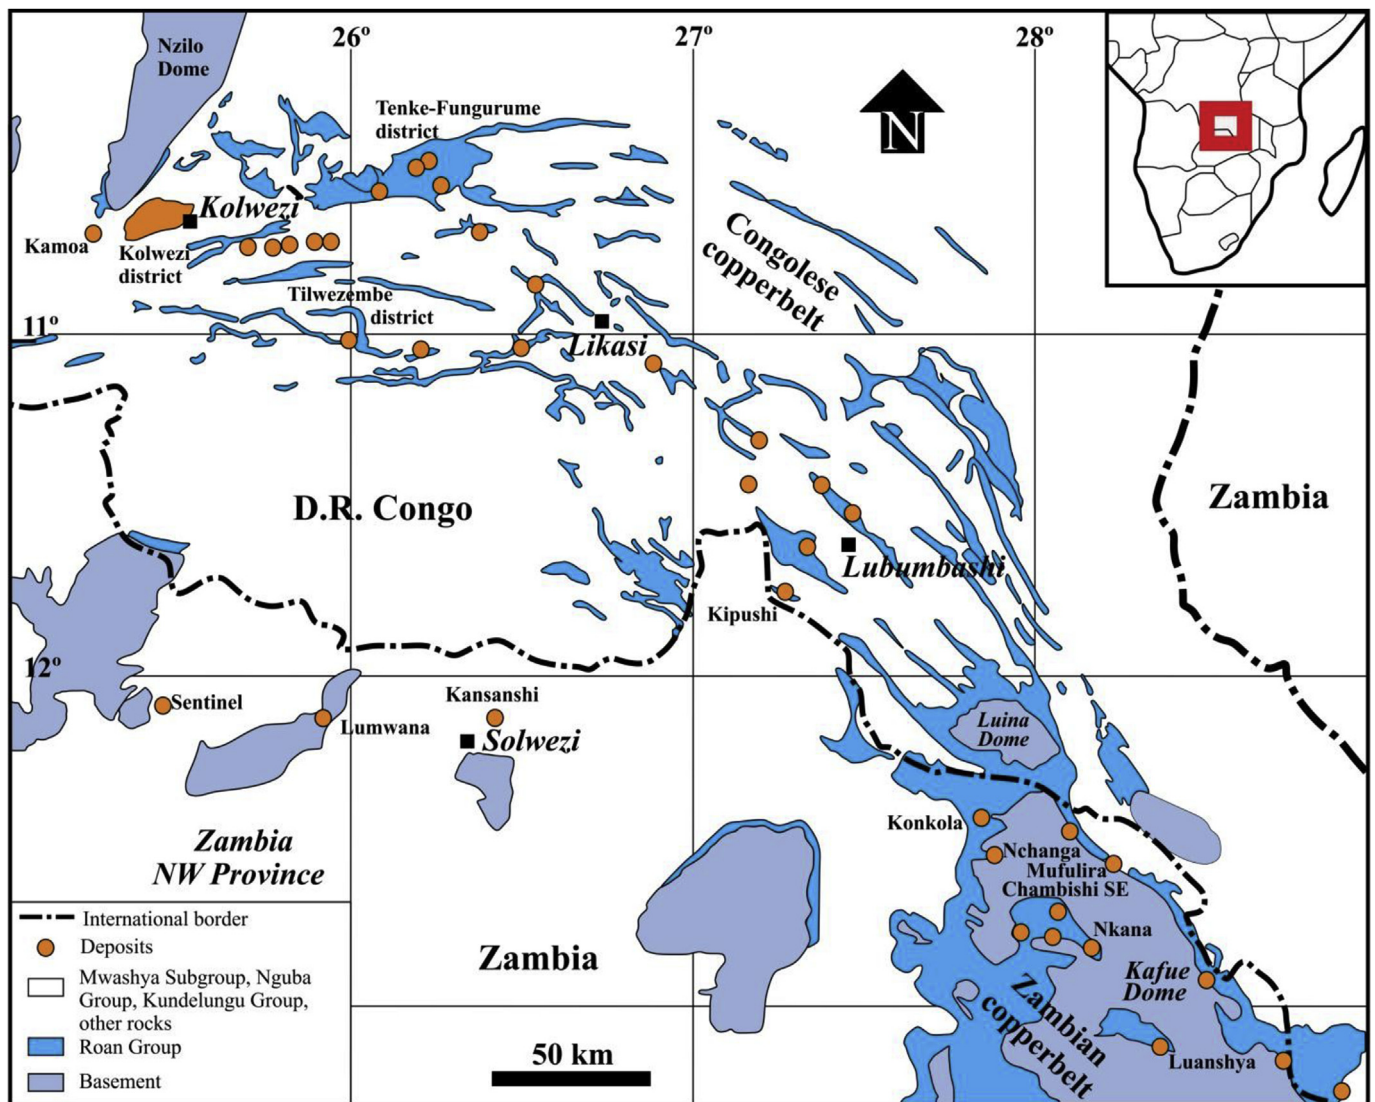 26º
27º
28º
Nzilo
Dome
Tenke-Fungurume
district
N
Kolwezi
Kamoa
Kolwezi
district
Congolese
copperbelt
Tilwezembe
district
11º
Likasi
D.R. Congo
Zambia
Lubumbashi
Kipushi
12º
Sentinel
Lumwana
Kansanshi
Solwezi
Luina
Dome
Zambia
NW Province
Konkola
Nchanga
Mufulira
Chambishi SE
Nkana
Kafue
Dome
Zambia
Zambian
copperbelt
Luanshya
50 km
International border
Deposits
Mwashya Subgroup, Nguba
Group, Kundelungu Group,
other rocks
Roan Group
Basement